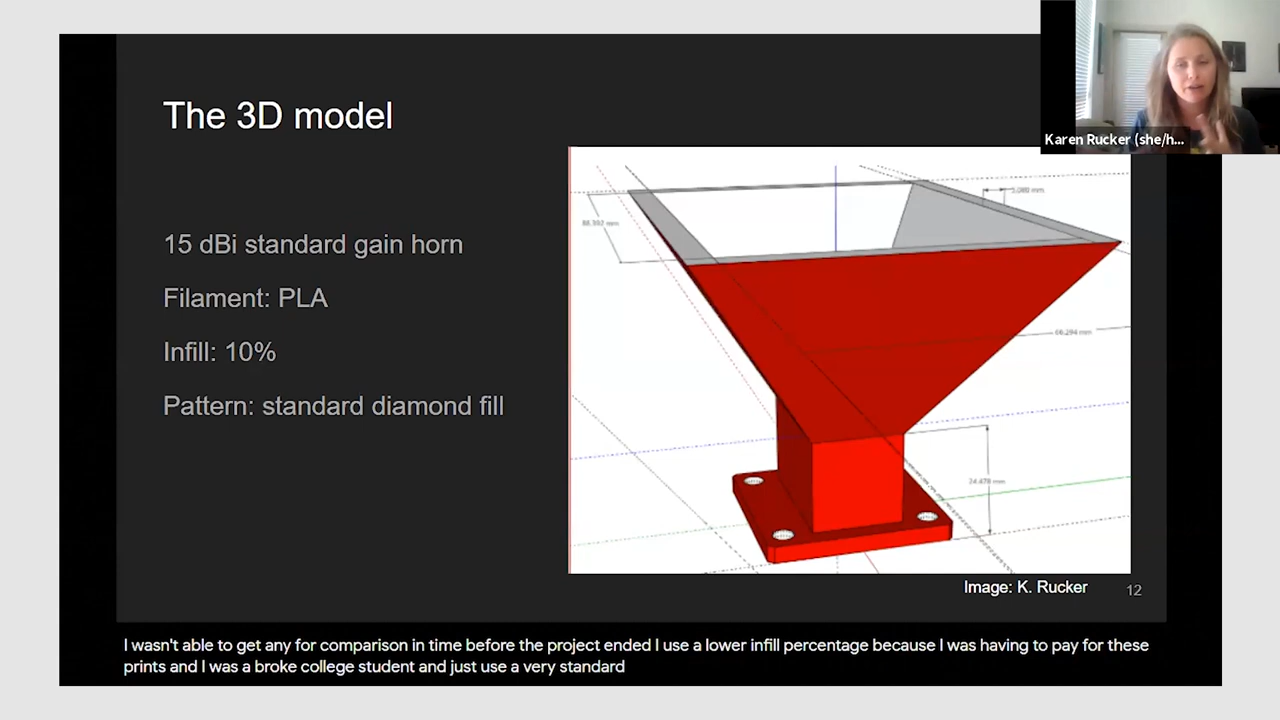 Karen Rucker (she/h...
The 3D model
15 dBi standard gain horn
Filament: PLA
Infill: 10%
Pattern: standard diamond fill
66.294 mm
Image: K. Rucker
12
I wasn't able to get any for comparison in time before the project ended I use a lower infill percentage because I was having to pay for these
prints and I was a broke college student and just use a very standard